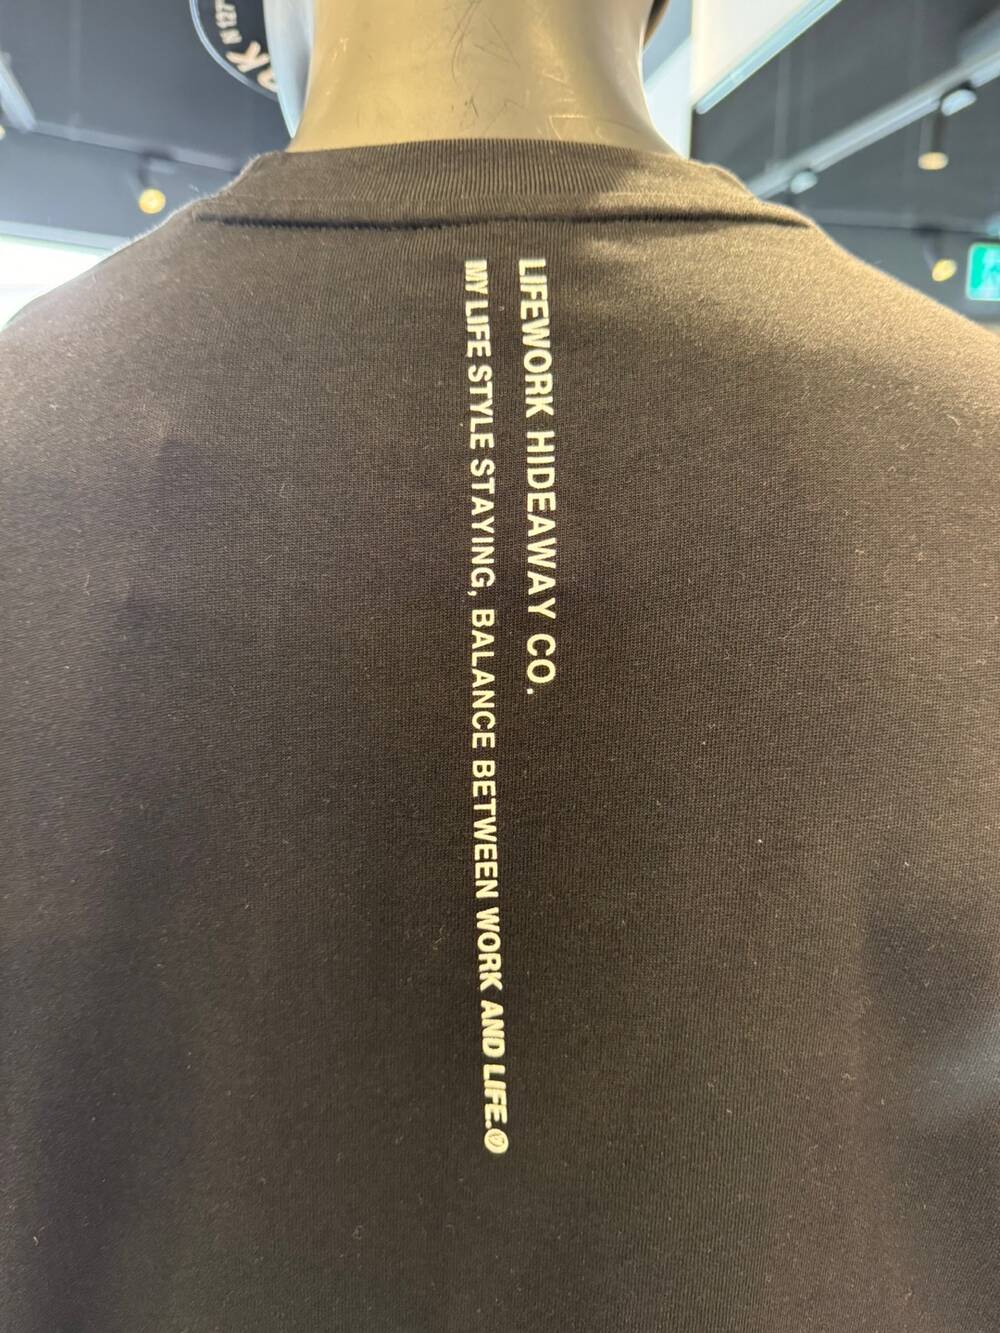 LIFEWORK HIDEAWAY CO.
MY LIFE STYLE STAYING, BALANCE BETWEEN WORK AND LIFE.